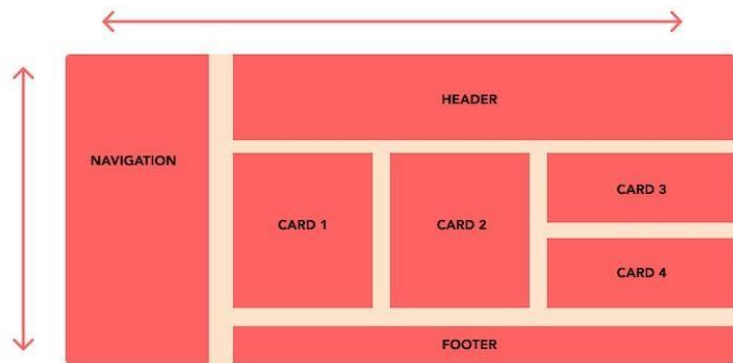 HEADER
NAVIGATION
CARD 1
CARD 2
CARD 3
CARD 4
FOOTER